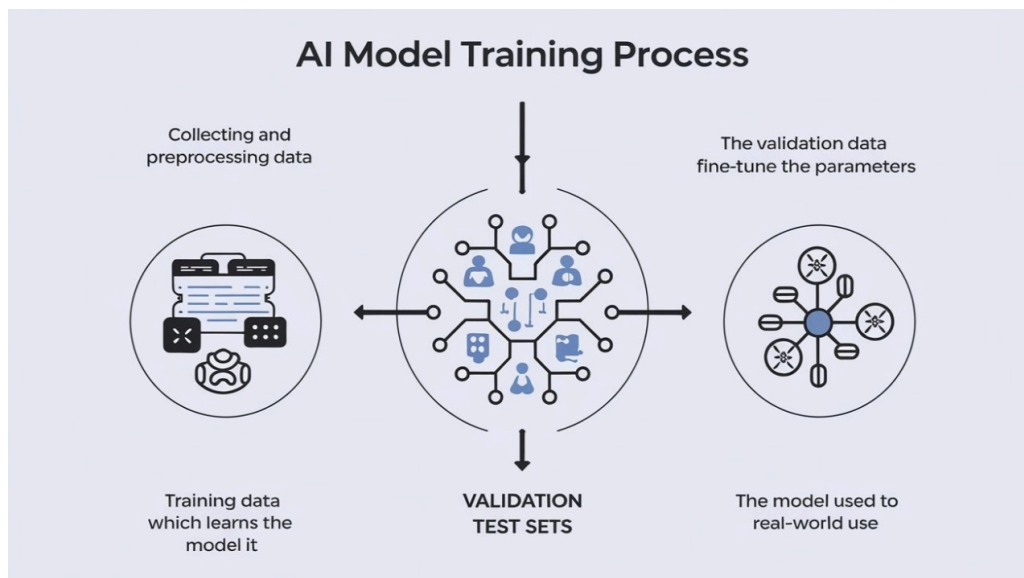 AI Model Training Process
Collecting and
preprocessing data
The validation data
fine-tune the parameters
Training data
which learns the
model it
VALIDATION
TEST SETS
The model used to
real-world use